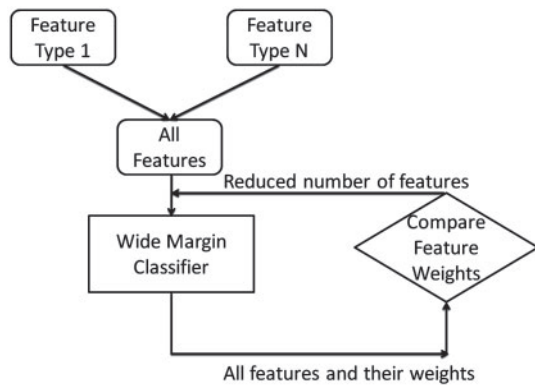 Feature
Type 1
Feature
Type N
All
Features
Reduced number of features
Wide Margin
Classifier
Compare
Feature
Weights
All features and their weights